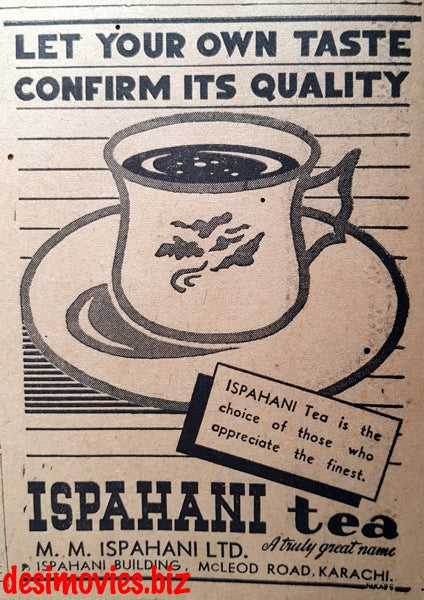 LET YOUR OWN TASTE
CONFIRM ITS QUALITY
ISPAHANI Tea is the
choice of those who
appreciate the finest.
ISPAHANI tea
A truly great name
M. M. ISPAHANI LTD.
ISPAHANI BUILDING, McLEOD ROAD, KARACHI.
desimovies.biz